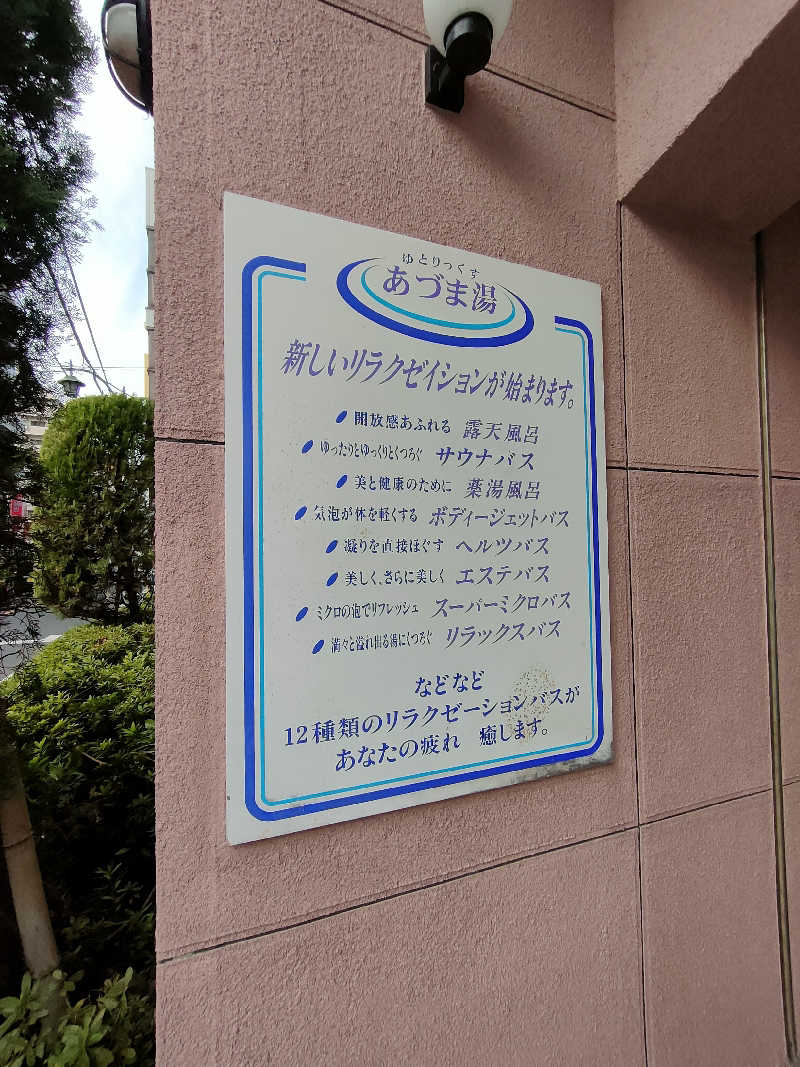 ゆとりっくす
あづま湯
新しいリラクゼイションが始まります。
開放感あふれる 露天風呂
ゆったりとゆっくりとくつろぐ サウナバス
美と健康のために 薬湯風呂
気泡が体を軽くする ボディージェットバス
凝りを直接ほぐす ヘルツバス
美しく、さらに美しく エステバス
ミクロの泡でリフレッシュ スーパーミクロバス
満々と溢れ出る湯にくつろぐ リラックスバス
などなど
12種類のリラクゼーションバスが
あなたの疲れ 癒します。